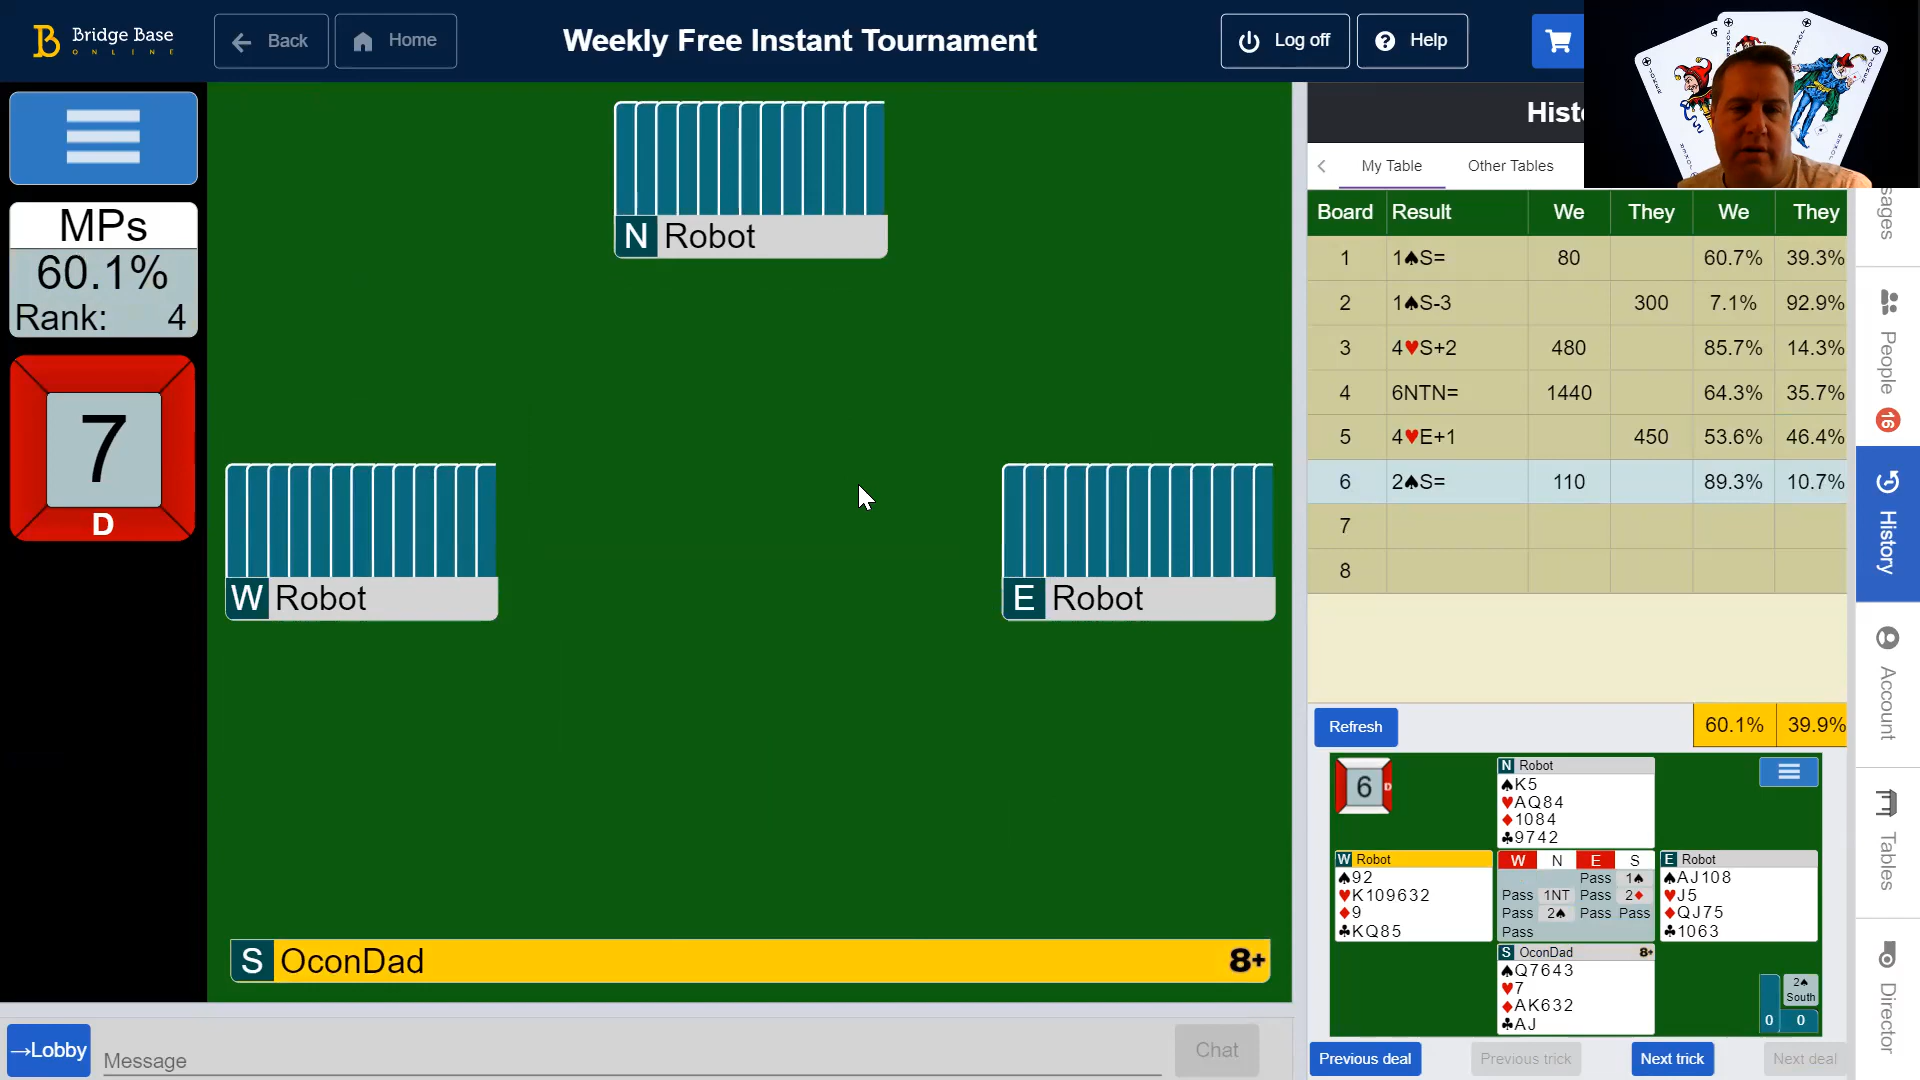 Bridge Base
ONLINE
Back
Home
Weekly Free Instant Tournament
Log off
Help
MPs
60.1%
Rank: 4
7
D
N Robot
W Robot
E Robot
S OconDad 8+
→Lobby
Message
Chat
My Table
Other Tables
Board Result We They We They
1 1♠S= 80 60.7% 39.3%
2 1♠S-3 300 7.1% 92.9%
3 4♥S+2 480 85.7% 14.3%
4 6NTN= 1440 64.3% 35.7%
5 4♥E+1 450 53.6% 46.4%
6 2♠S= 110 89.3% 10.7%
7
8
Refresh
60.1% 39.9%
6
D
N Robot
♠K5
♥AQ84
♦1084
♣9742
W Robot
♠92
♥K109632
♦9
♣KQ85
W N E S
Pass 1♠
Pass 1NT Pass 2♦
Pass 2♠ Pass Pass
Pass
E Robot
♠AJ108
♥J5
♦QJ75
♣1063
S OconDad 8+
♠Q7643
♥7
♦AK632
♣AJ
2♠
South
0 0
Previous deal
Previous trick
Next trick
Next deal
People
16
History
Account
Tables
Director